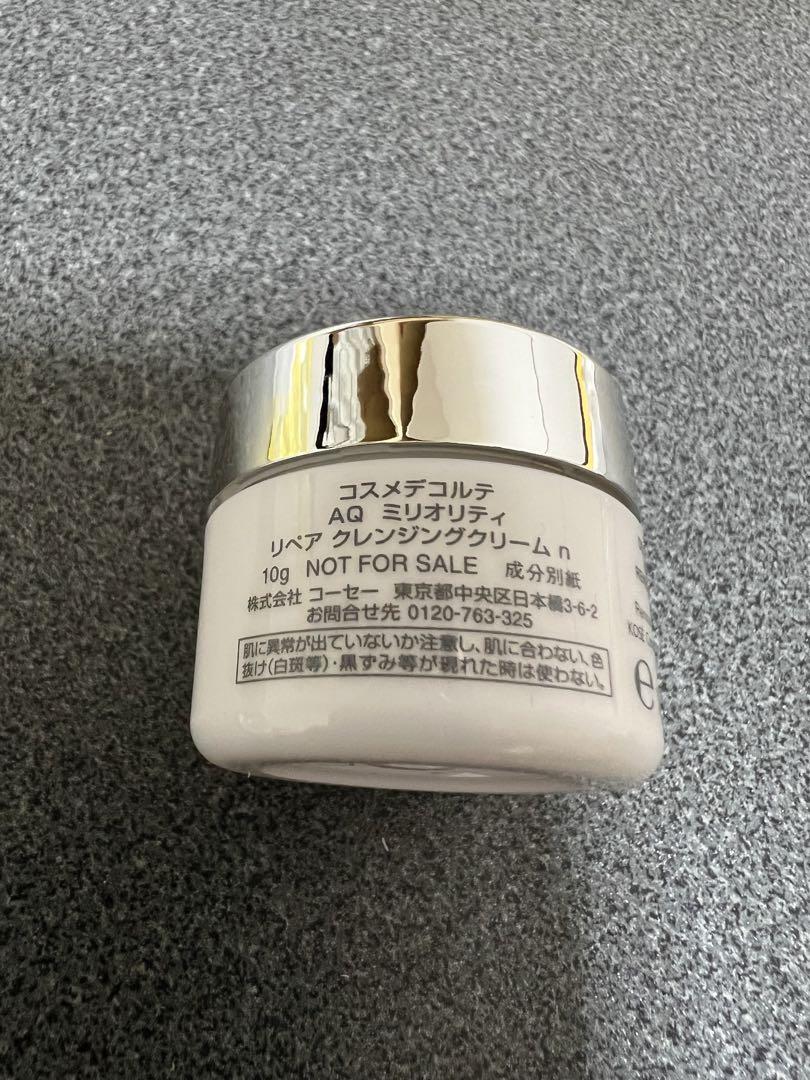 コスメデコルテ
AQ ミリオリティ
リペア クレンジングクリーム n
10g NOT FOR SALE 成分別紙
株式会社 コーセー 東京都中央区日本橋3-6-2
お問合せ先 0120-763-325
肌に異常が出ていないか注意し、肌に合わない、色
抜け(白斑等)・黒ずみ等が現れた時は使わない。
KOSÉ
e